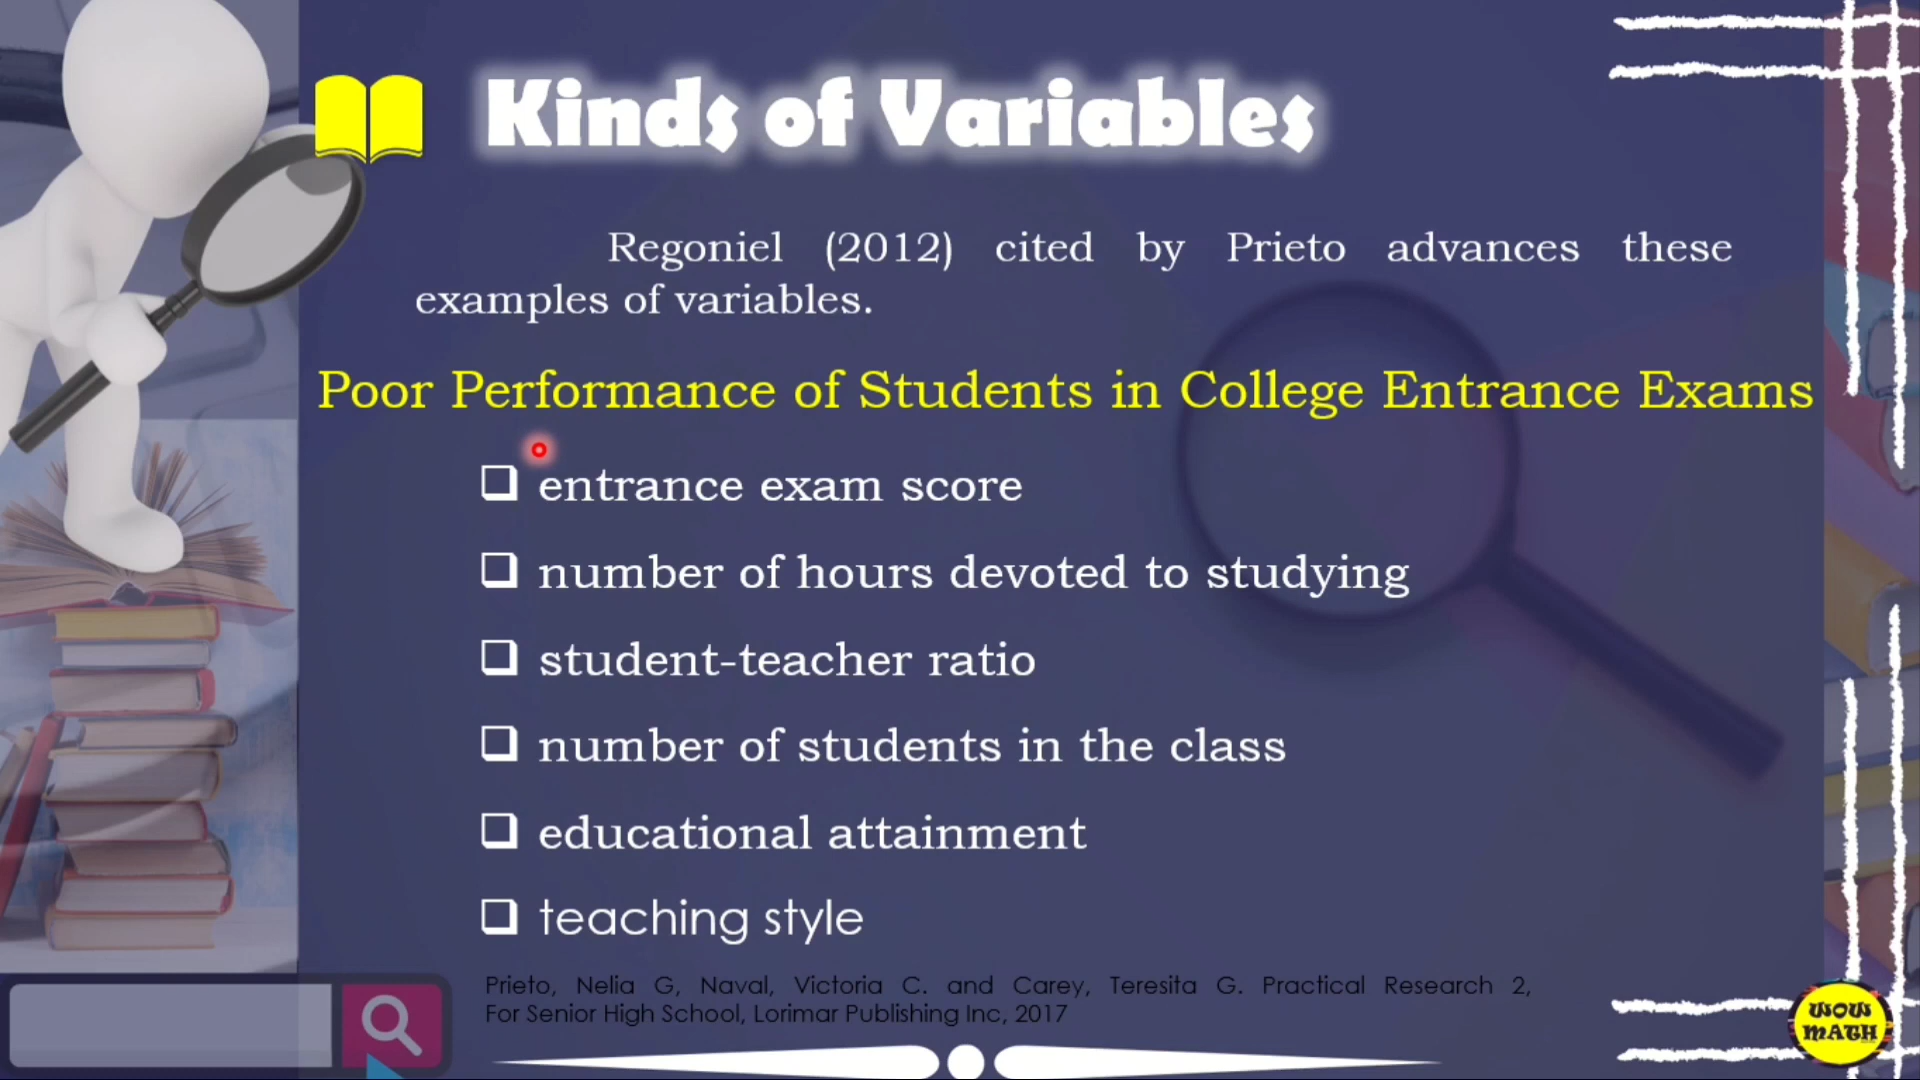 Kinds of Variables
Regoniel (2012) cited by Prieto advances these
examples of variables.
Poor Performance of Students in College Entrance Exams
entrance exam score
number of hours devoted to studying
student-teacher ratio
number of students in the class
educational attainment
teaching style
Prieto, Nelia G, Naval, Victoria C. and Carey, Teresita G. Practical Research 2,
For Senior High School, Lorimar Publishing Inc, 2017
WOW
MATH